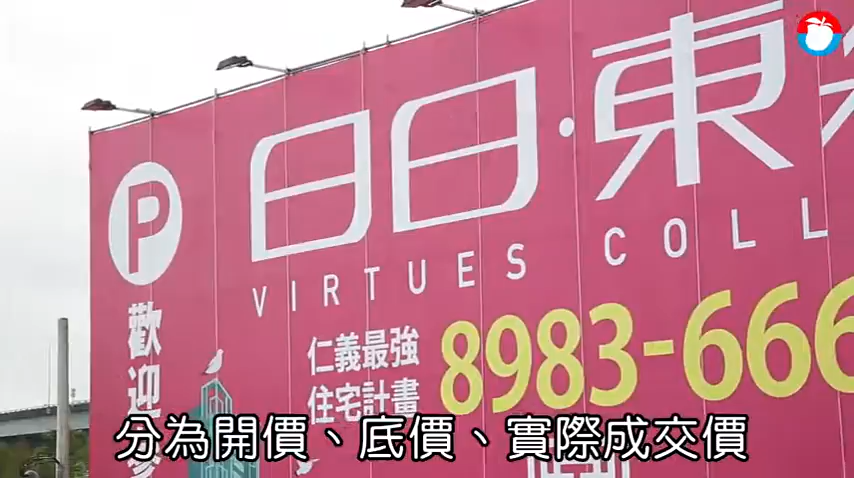 P
日日·東
VIRTUES COLL
歡迎參
仁義最強
住宅計畫
8983-666
分為開價、底價、實際成交價